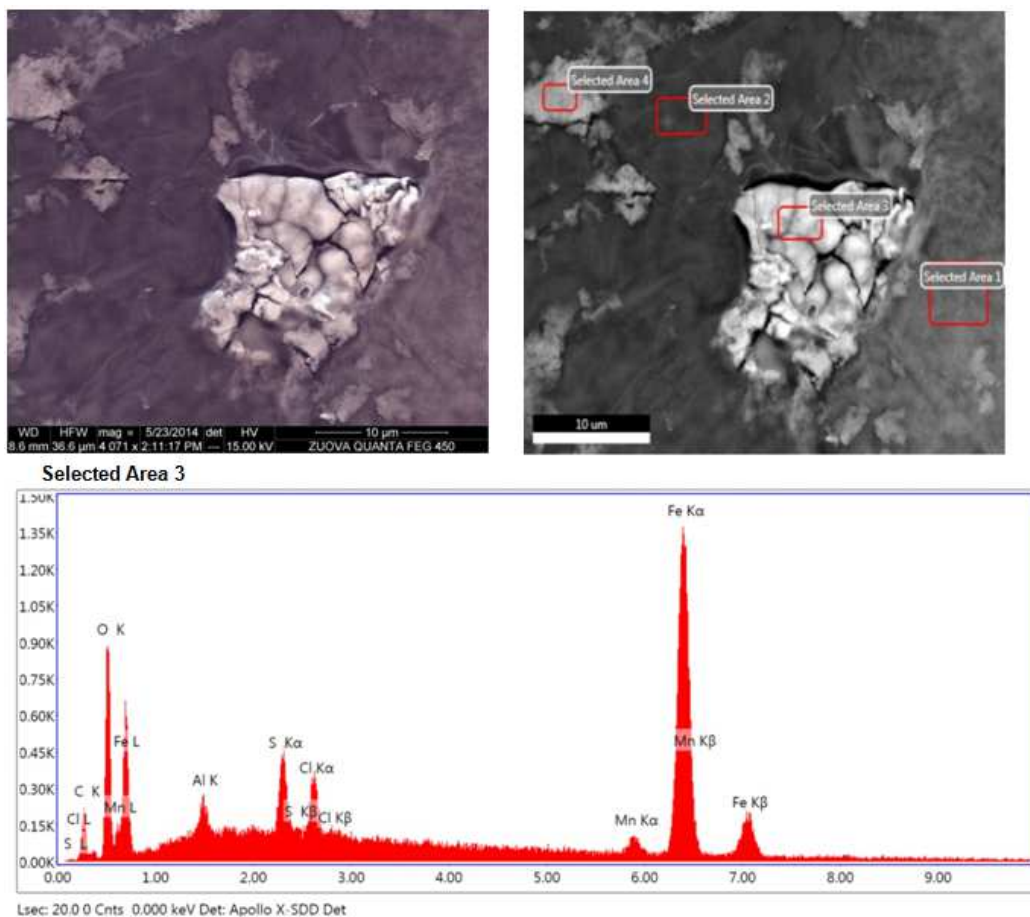 Selected Area 4
Selected Area 2
Selected Area 3
Selected Area 1
WD HFW mag ¤ 5/23/2014 det HV 10 µm
8.6 mm 36.6 µm 4 071 x 2:11:17 PM --- 15.00 kV ZUOVA QUANTA FEG 450
10 um
Selected Area 3
1.50K
1.35K
1.20K
1.05K
0.90K
0.75K
0.60K
0.45K
0.30K
0.15K
0.00K
Fe Kα
O K
Fe L
Mn Kβ
S Kα
Cl Kα
Al K
C K
Cl L
Mn L
S Kβ
Cl Kβ
Mn Kα
Fe Kβ
S L
0.00 1.00 2.00 3.00 4.00 5.00 6.00 7.00 8.00 9.00
Lsec: 20.0 0 Cnts 0.000 keV Det: Apollo X-SDD Det